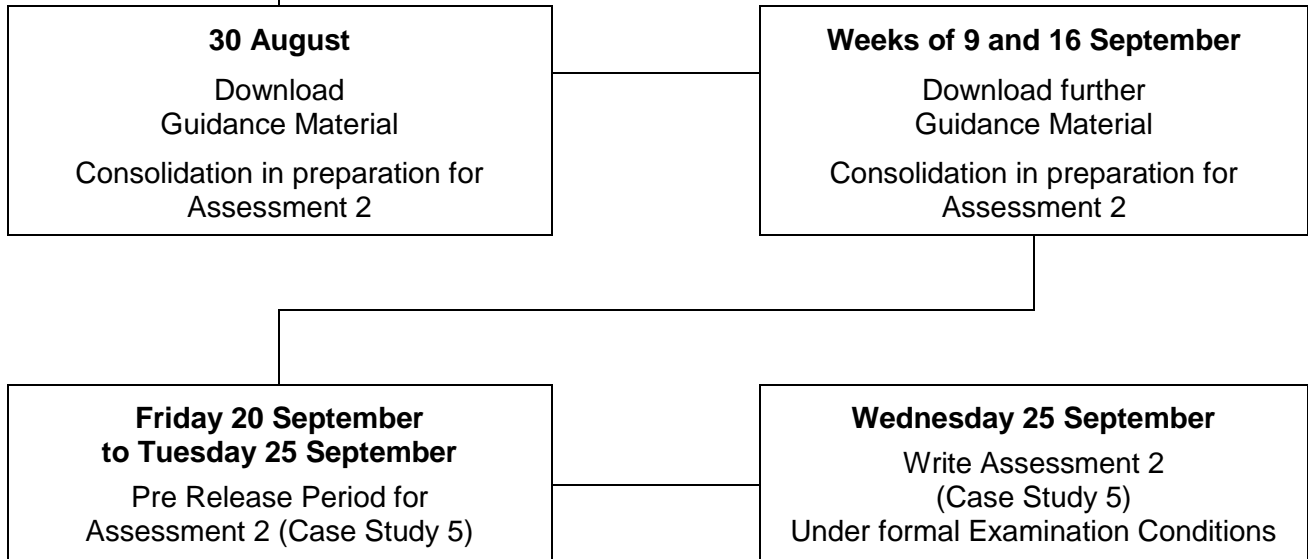 30 August
Download
Guidance Material
Consolidation in preparation for
Assessment 2
Weeks of 9 and 16 September
Download further
Guidance Material
Consolidation in preparation for
Assessment 2
Friday 20 September
to Tuesday 25 September
Pre Release Period for
Assessment 2 (Case Study 5)
Wednesday 25 September
Write Assessment 2
(Case Study 5)
Under formal Examination Conditions